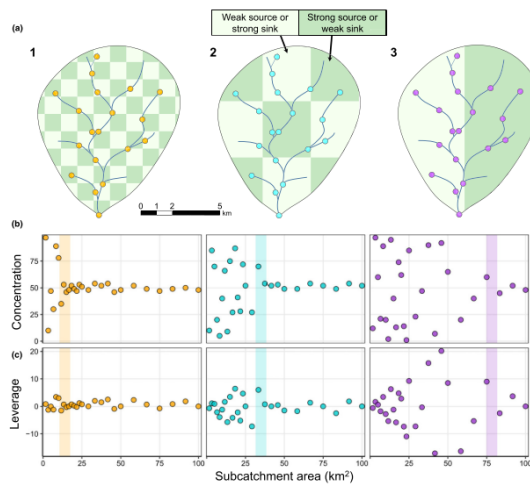 Weak source or
strong sink
Strong source or
weak sink
(a)
1
2
3
0 1 2 5
km
(b)
Concentration
75
50
25
0
(c)
Leverage
20
10
0
−10
0 25 50 75 100
0 25 50 75 100
0 25 50 75 100
Subcatchment area (km²)